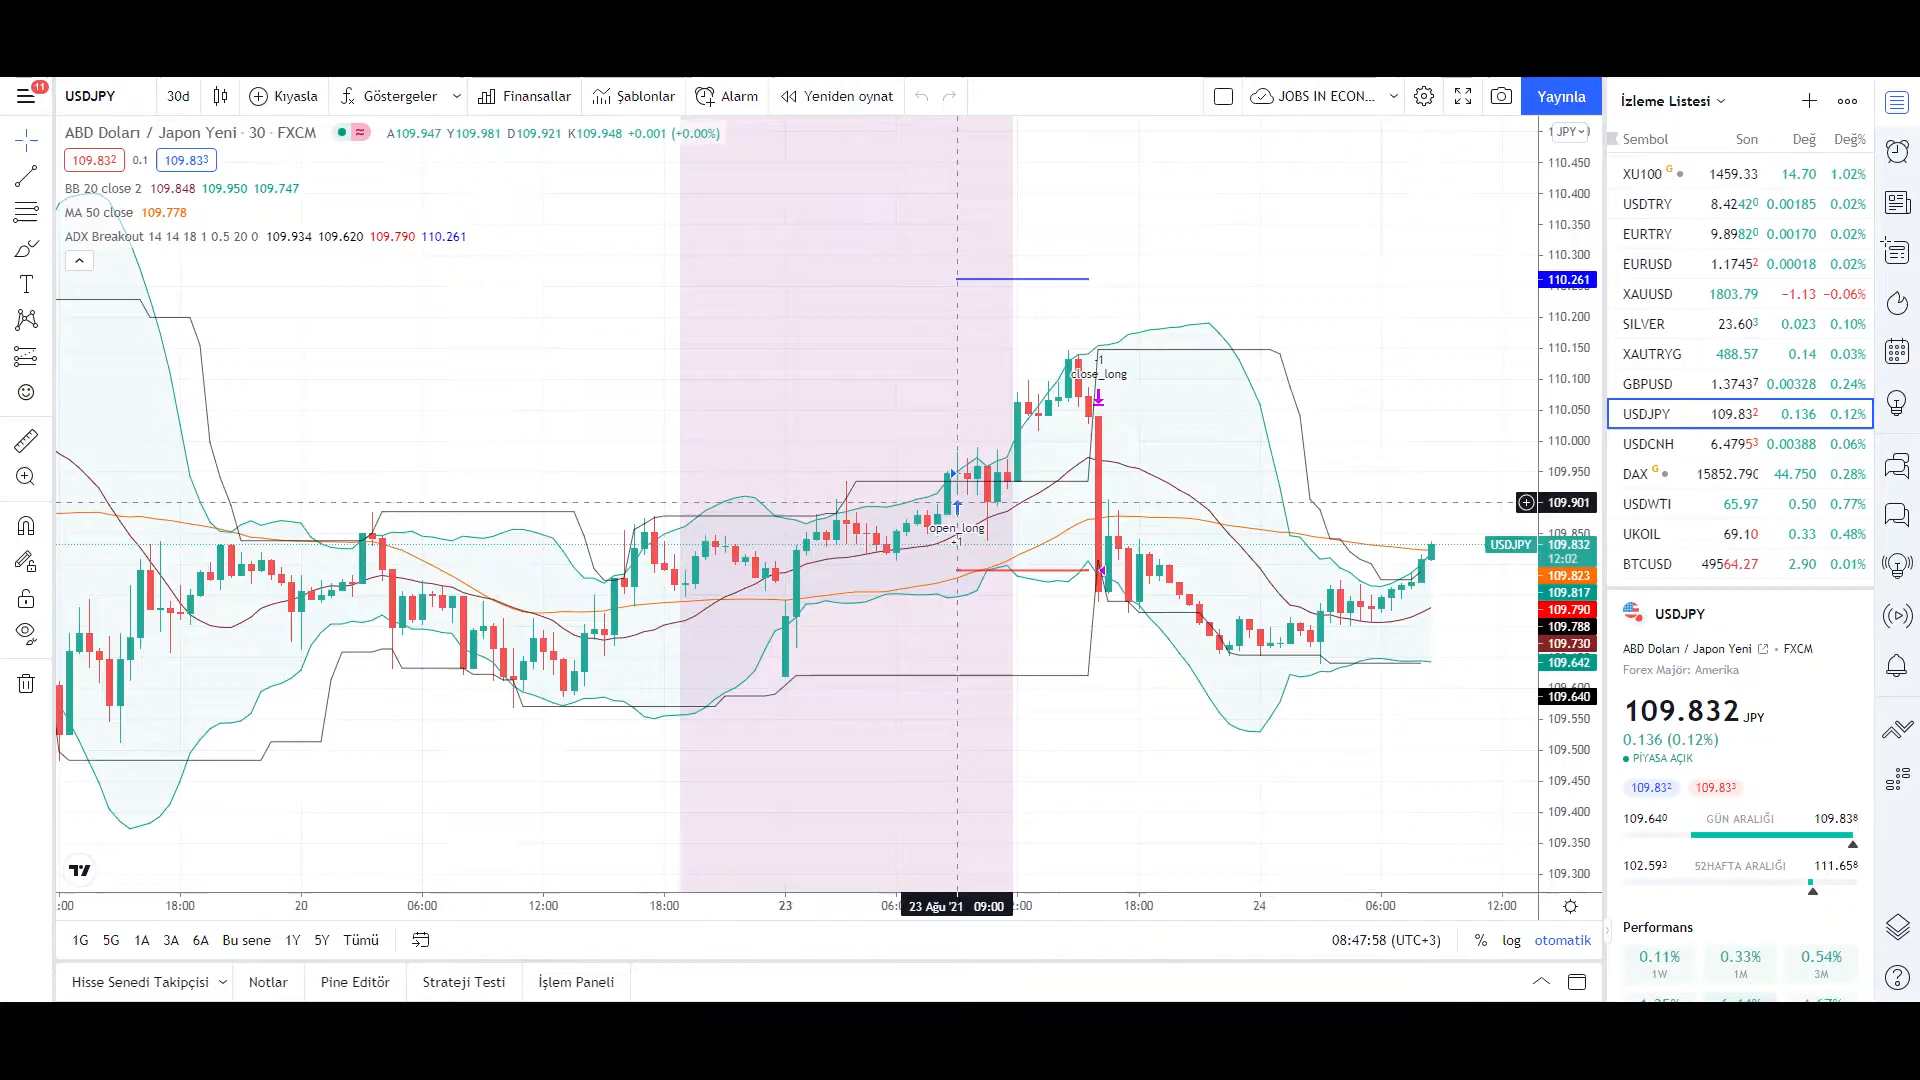 11
USDJPY
30d
Kıyasla
Göstergeler
Finansallar
Şablonlar
Alarm
Yeniden oynat
JOBS IN ECON...
Yayınla
ABD Doları / Japon Yeni · 30 · FXCM
A109.947 Y109.981 D109.921 K109.948 +0.001 (+0.00%)
109.832 0.1 109.833
BB 20 close 2 109.848 109.950 109.747
MA 50 close 109.778
ADX Breakout 14 14 18 1 0.5 20 0 109.934 109.620 109.790 110.261
-1
close_long
open_long
+1
JPY
110.450
110.400
110.350
110.300
110.261
110.200
110.150
110.100
110.050
110.000
109.950
109.901
109.850
USDJPY 109.832
12:02
109.823
109.817
109.790
109.788
109.730
109.642
109.640
109.550
109.500
109.450
109.400
109.350
109.300
:00 18:00 20 06:00 12:00 18:00 23 23 Ağu '21 09:00 :00 18:00 24 06:00 12:00
1G 5G 1A 3A 6A Bu sene 1Y 5Y Tümü
08:47:58 (UTC+3) % log otomatik
Hisse Senedi Takipçisi Notlar Pine Editör Strateji Testi İşlem Paneli
İzleme Listesi
Sembol Son Değ Değ%
XU100 G 1459.33 14.70 1.02%
USDTRY 8.42420 0.00185 0.02%
EURTRY 9.89820 0.00170 0.02%
EURUSD 1.17452 0.00018 0.02%
XAUUSD 1803.79 −1.13 −0.06%
SILVER 23.603 0.023 0.10%
XAUTRYG 488.57 0.14 0.03%
GBPUSD 1.37437 0.00328 0.24%
USDJPY 109.832 0.136 0.12%
USDCNH 6.47953 0.00388 0.06%
DAX G 15852.790 44.750 0.28%
USDWTI 65.97 0.50 0.77%
UKOIL 69.10 0.33 0.48%
BTCUSD 49564.27 2.90 0.01%
USDJPY
ABD Doları / Japon Yeni • FXCM
Forex Majör: Amerika
109.832 JPY
0.136 (0.12%)
PİYASA AÇIK
109.832 109.833
109.640 GÜN ARALIĞI 109.838
102.593 52HAFTA ARALIĞI 111.658
Performans
0.11% 0.33% 0.54%
1W 1M 3M